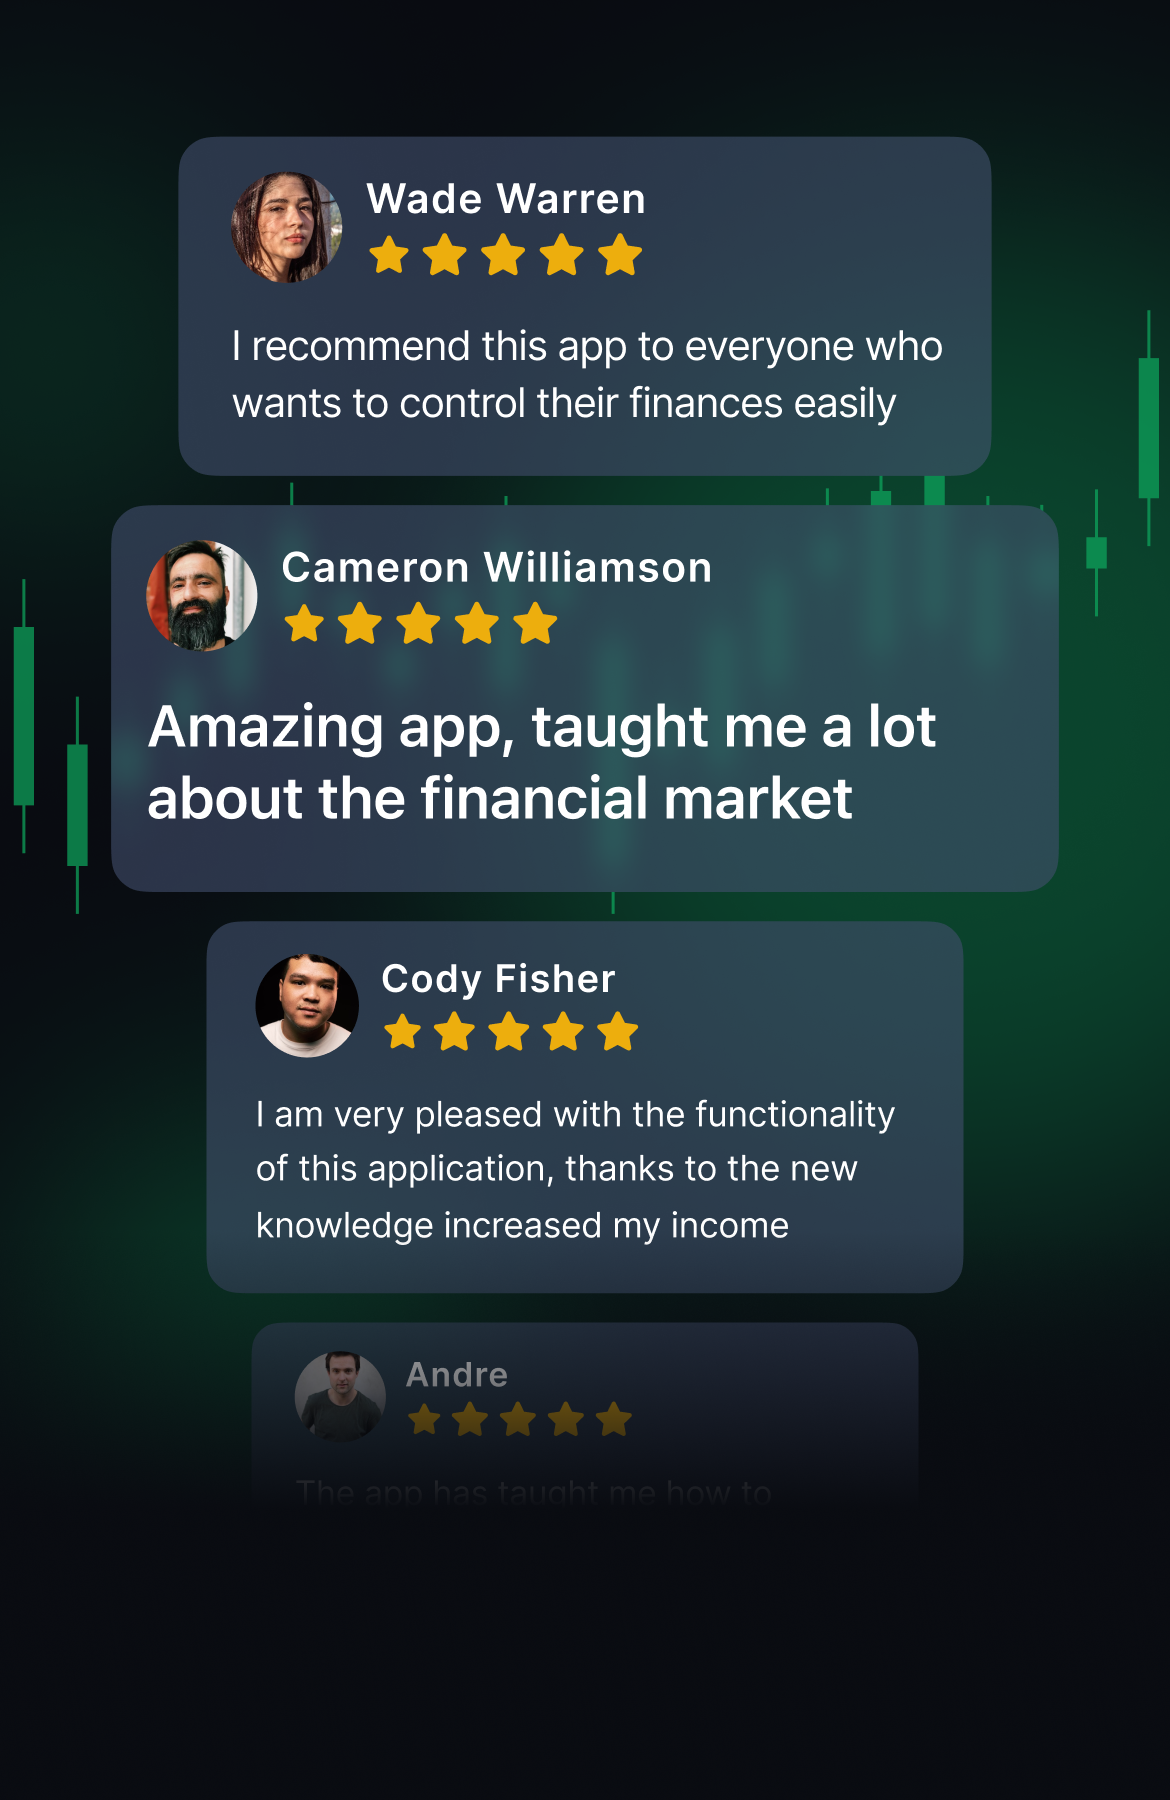 Wade Warren
I recommend this app to everyone who
wants to control their finances easily
Cameron Williamson
Amazing app, taught me a lot
about the financial market
Cody Fisher
I am very pleased with the functionality
of this application, thanks to the new
knowledge increased my income
Andre
The app has taught me how to